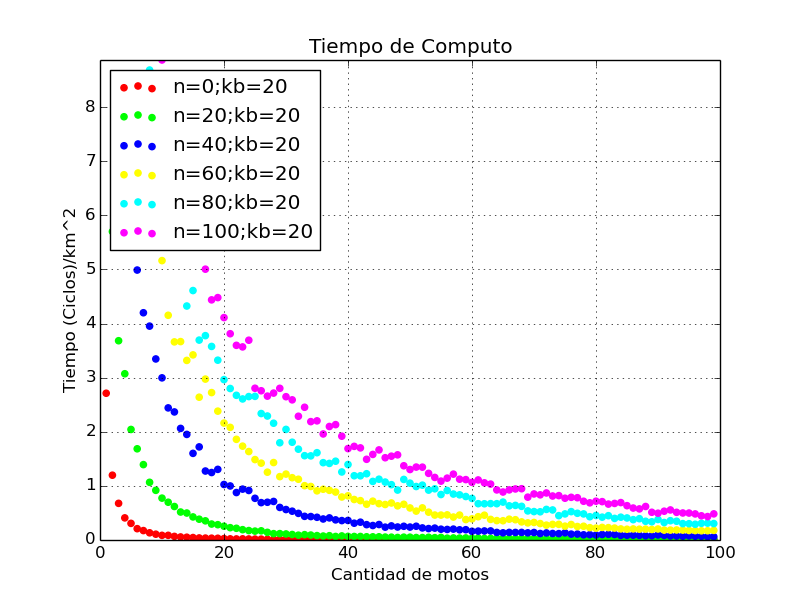 Tiempo de Computo
n=0;kb=20
n=20;kb=20
n=40;kb=20
n=60;kb=20
n=80;kb=20
n=100;kb=20
Tiempo (Ciclos)/km^2
8
7
6
5
4
3
2
1
0
0 20 40 60 80 100
Cantidad de motos